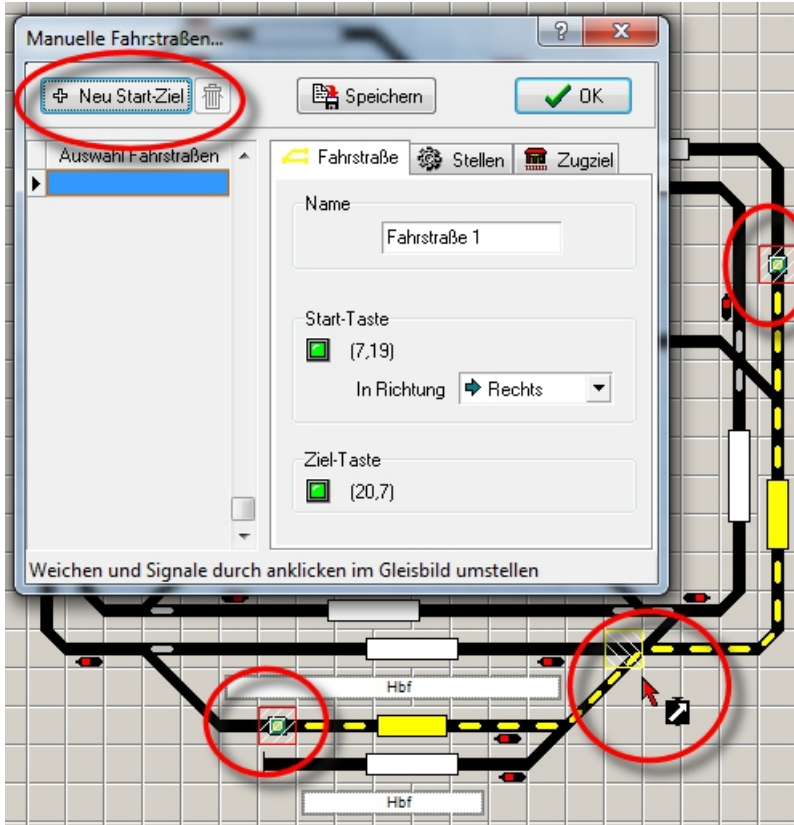 Manuelle Fahrstraßen...
Neu Start-Ziel
Speichern
OK
Auswahl Fahrstraßen
Fahrstraße
Stellen
Zugziel
Name
Fahrstraße 1
Start-Taste
(7,19)
In Richtung
Rechts
Ziel-Taste
(20,7)
Weichen und Signale durch anklicken im Gleisbild umstellen
Hbf
Hbf